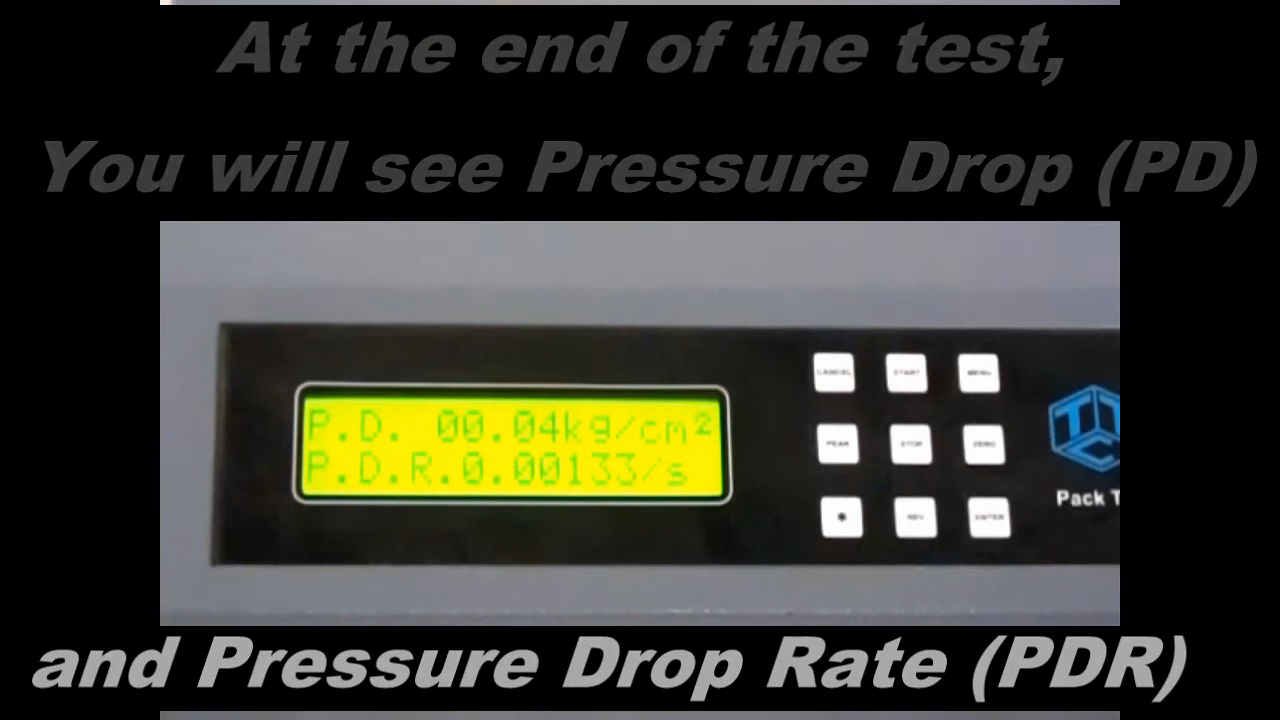 At the end of the test,
You will see Pressure Drop (PD)
P.D. 00.04kg/cm²
P.D.R.0.00133/s
CANCEL START MENU
PEAK STOP ZERO
* REV ENTER
TTC
Pack T
and Pressure Drop Rate (PDR)